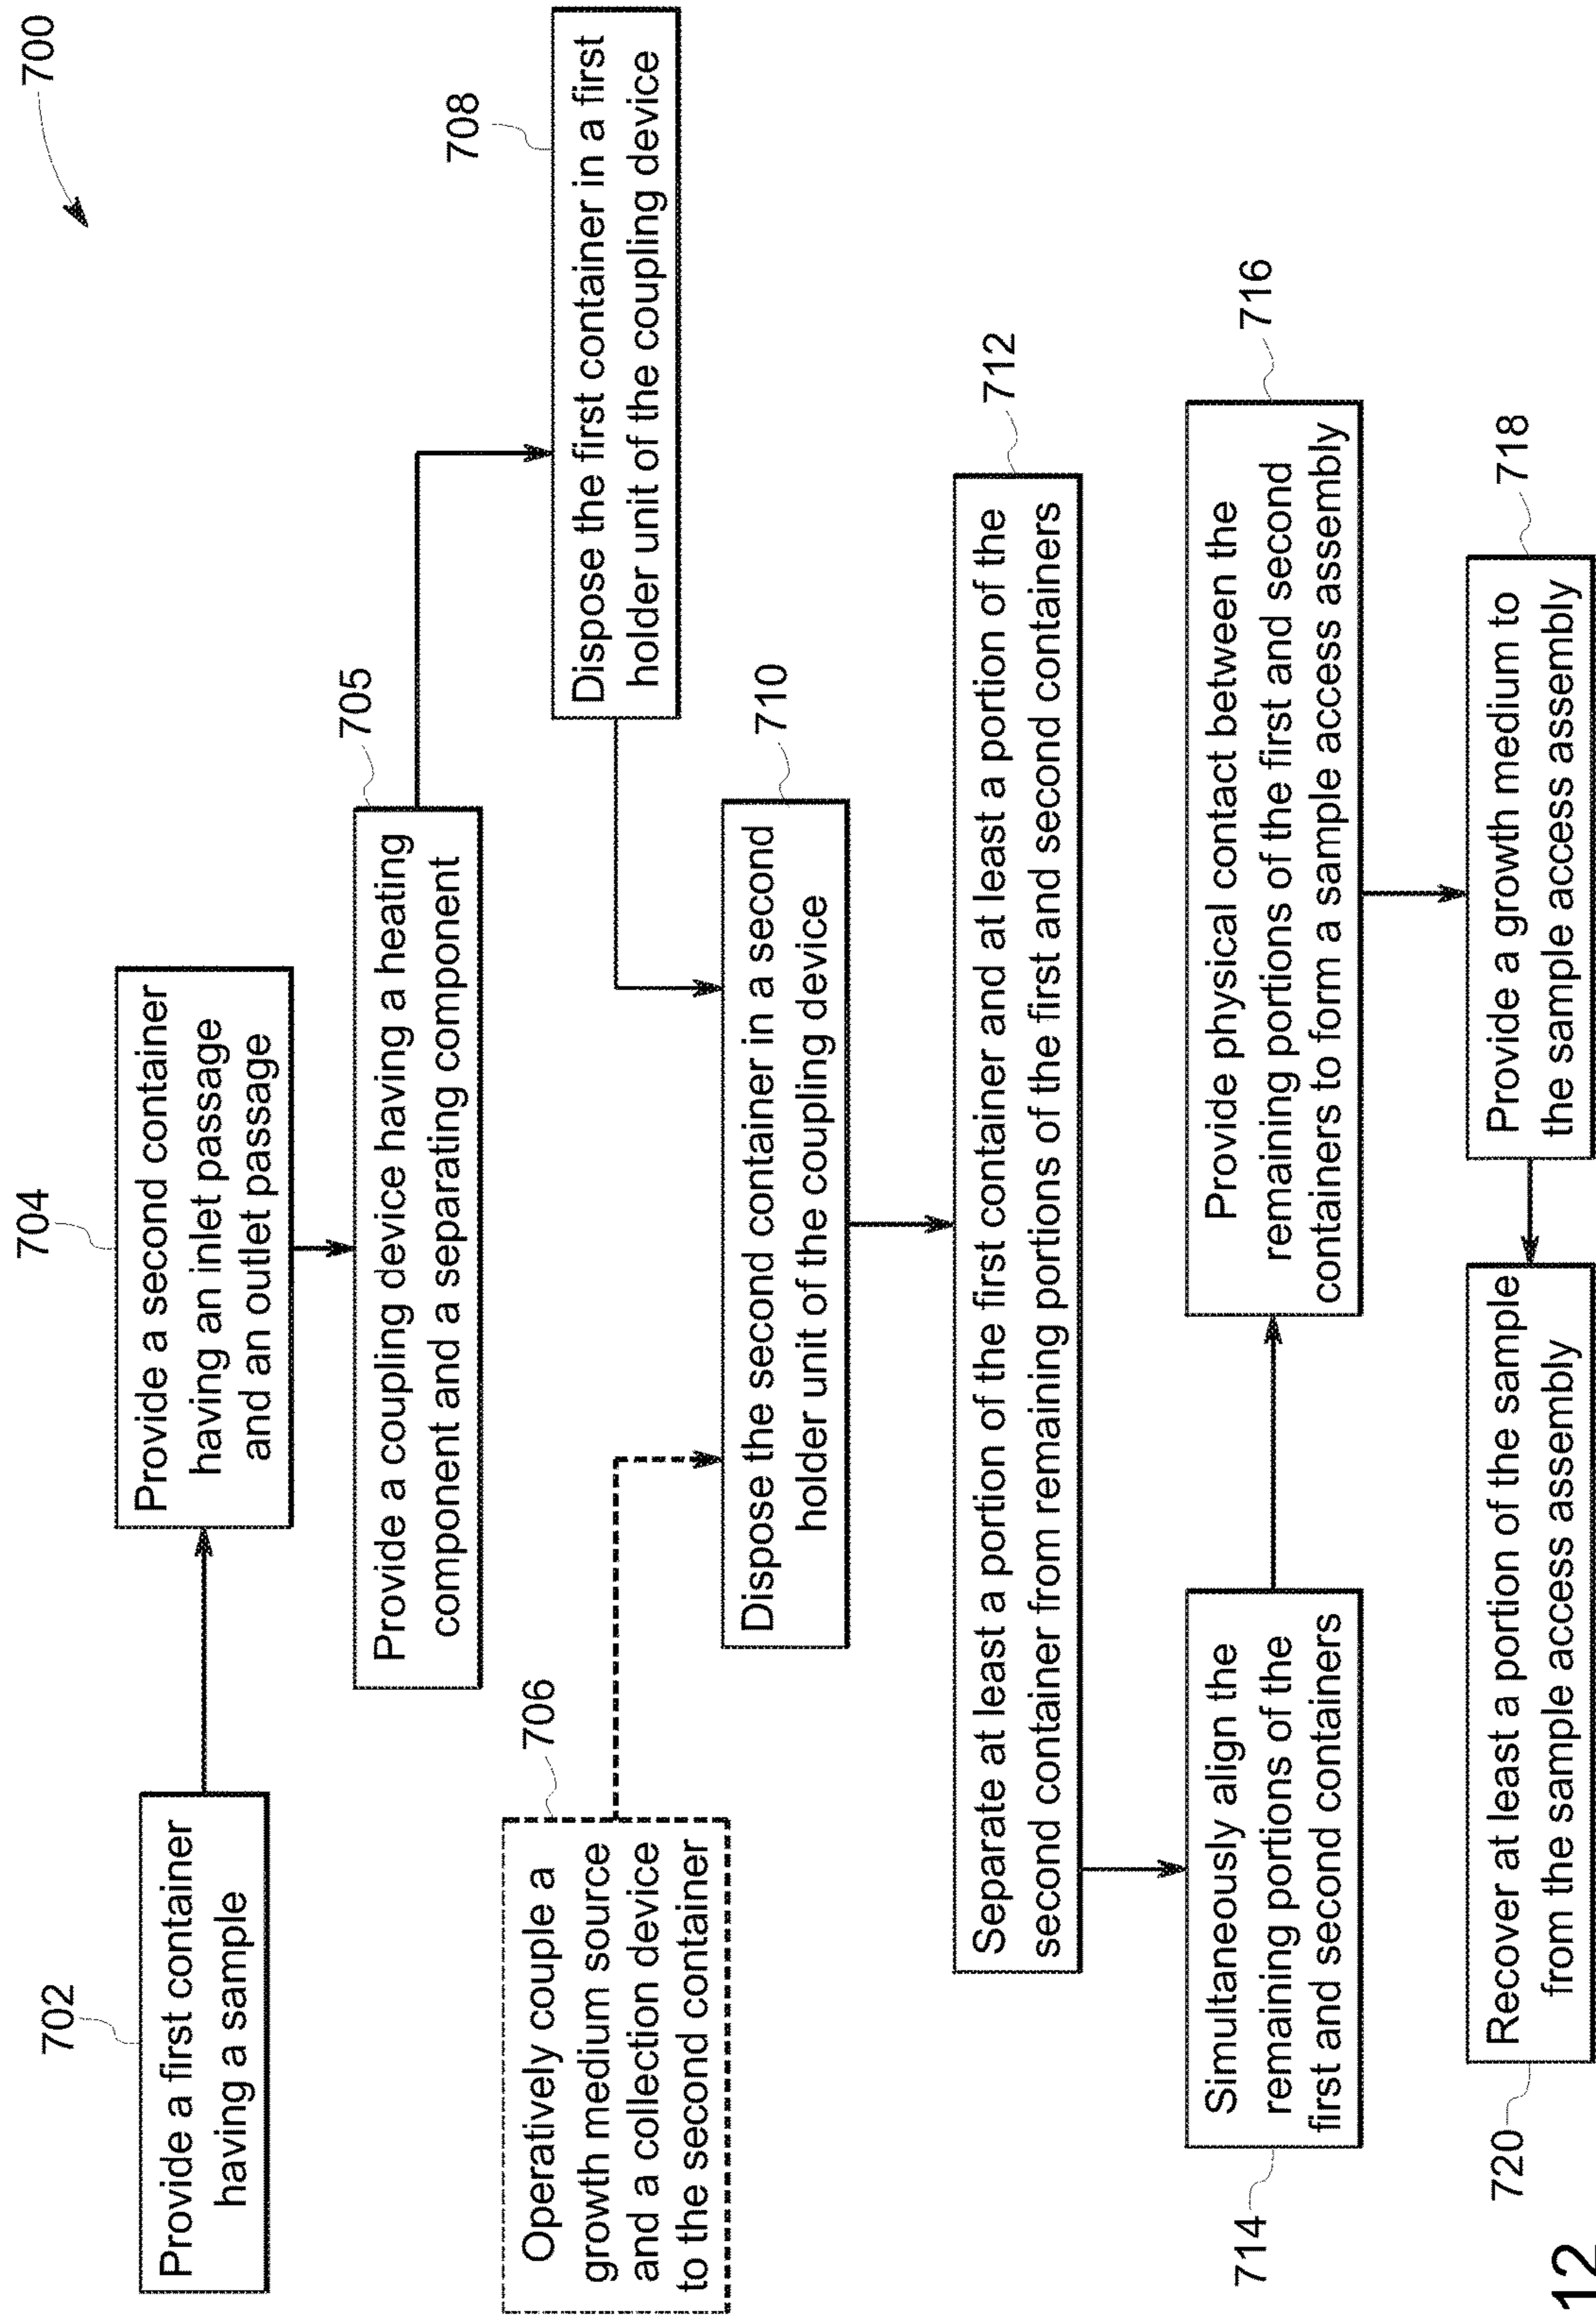 700
702
Provide a first container
having a sample
704
Provide a second container
having an inlet passage
and an outlet passage
705
Provide a coupling device having a heating
component and a separating component
706
Operatively couple a
growth medium source
and a collection device
to the second container
708
Dispose the first container in a first
holder unit of the coupling device
710
Dispose the second container in a second
holder unit of the coupling device
712
Separate at least a portion of the first container and at least a portion of the
second container from remaining portions of the first and second containers
714
Simultaneously align the
remaining portions of the
first and second containers
716
Provide physical contact between the
remaining portions of the first and second
containers to form a sample access assembly
718
Provide a growth medium to
the sample access assembly
720
Recover at least a portion of the sample
from the sample access assembly
12